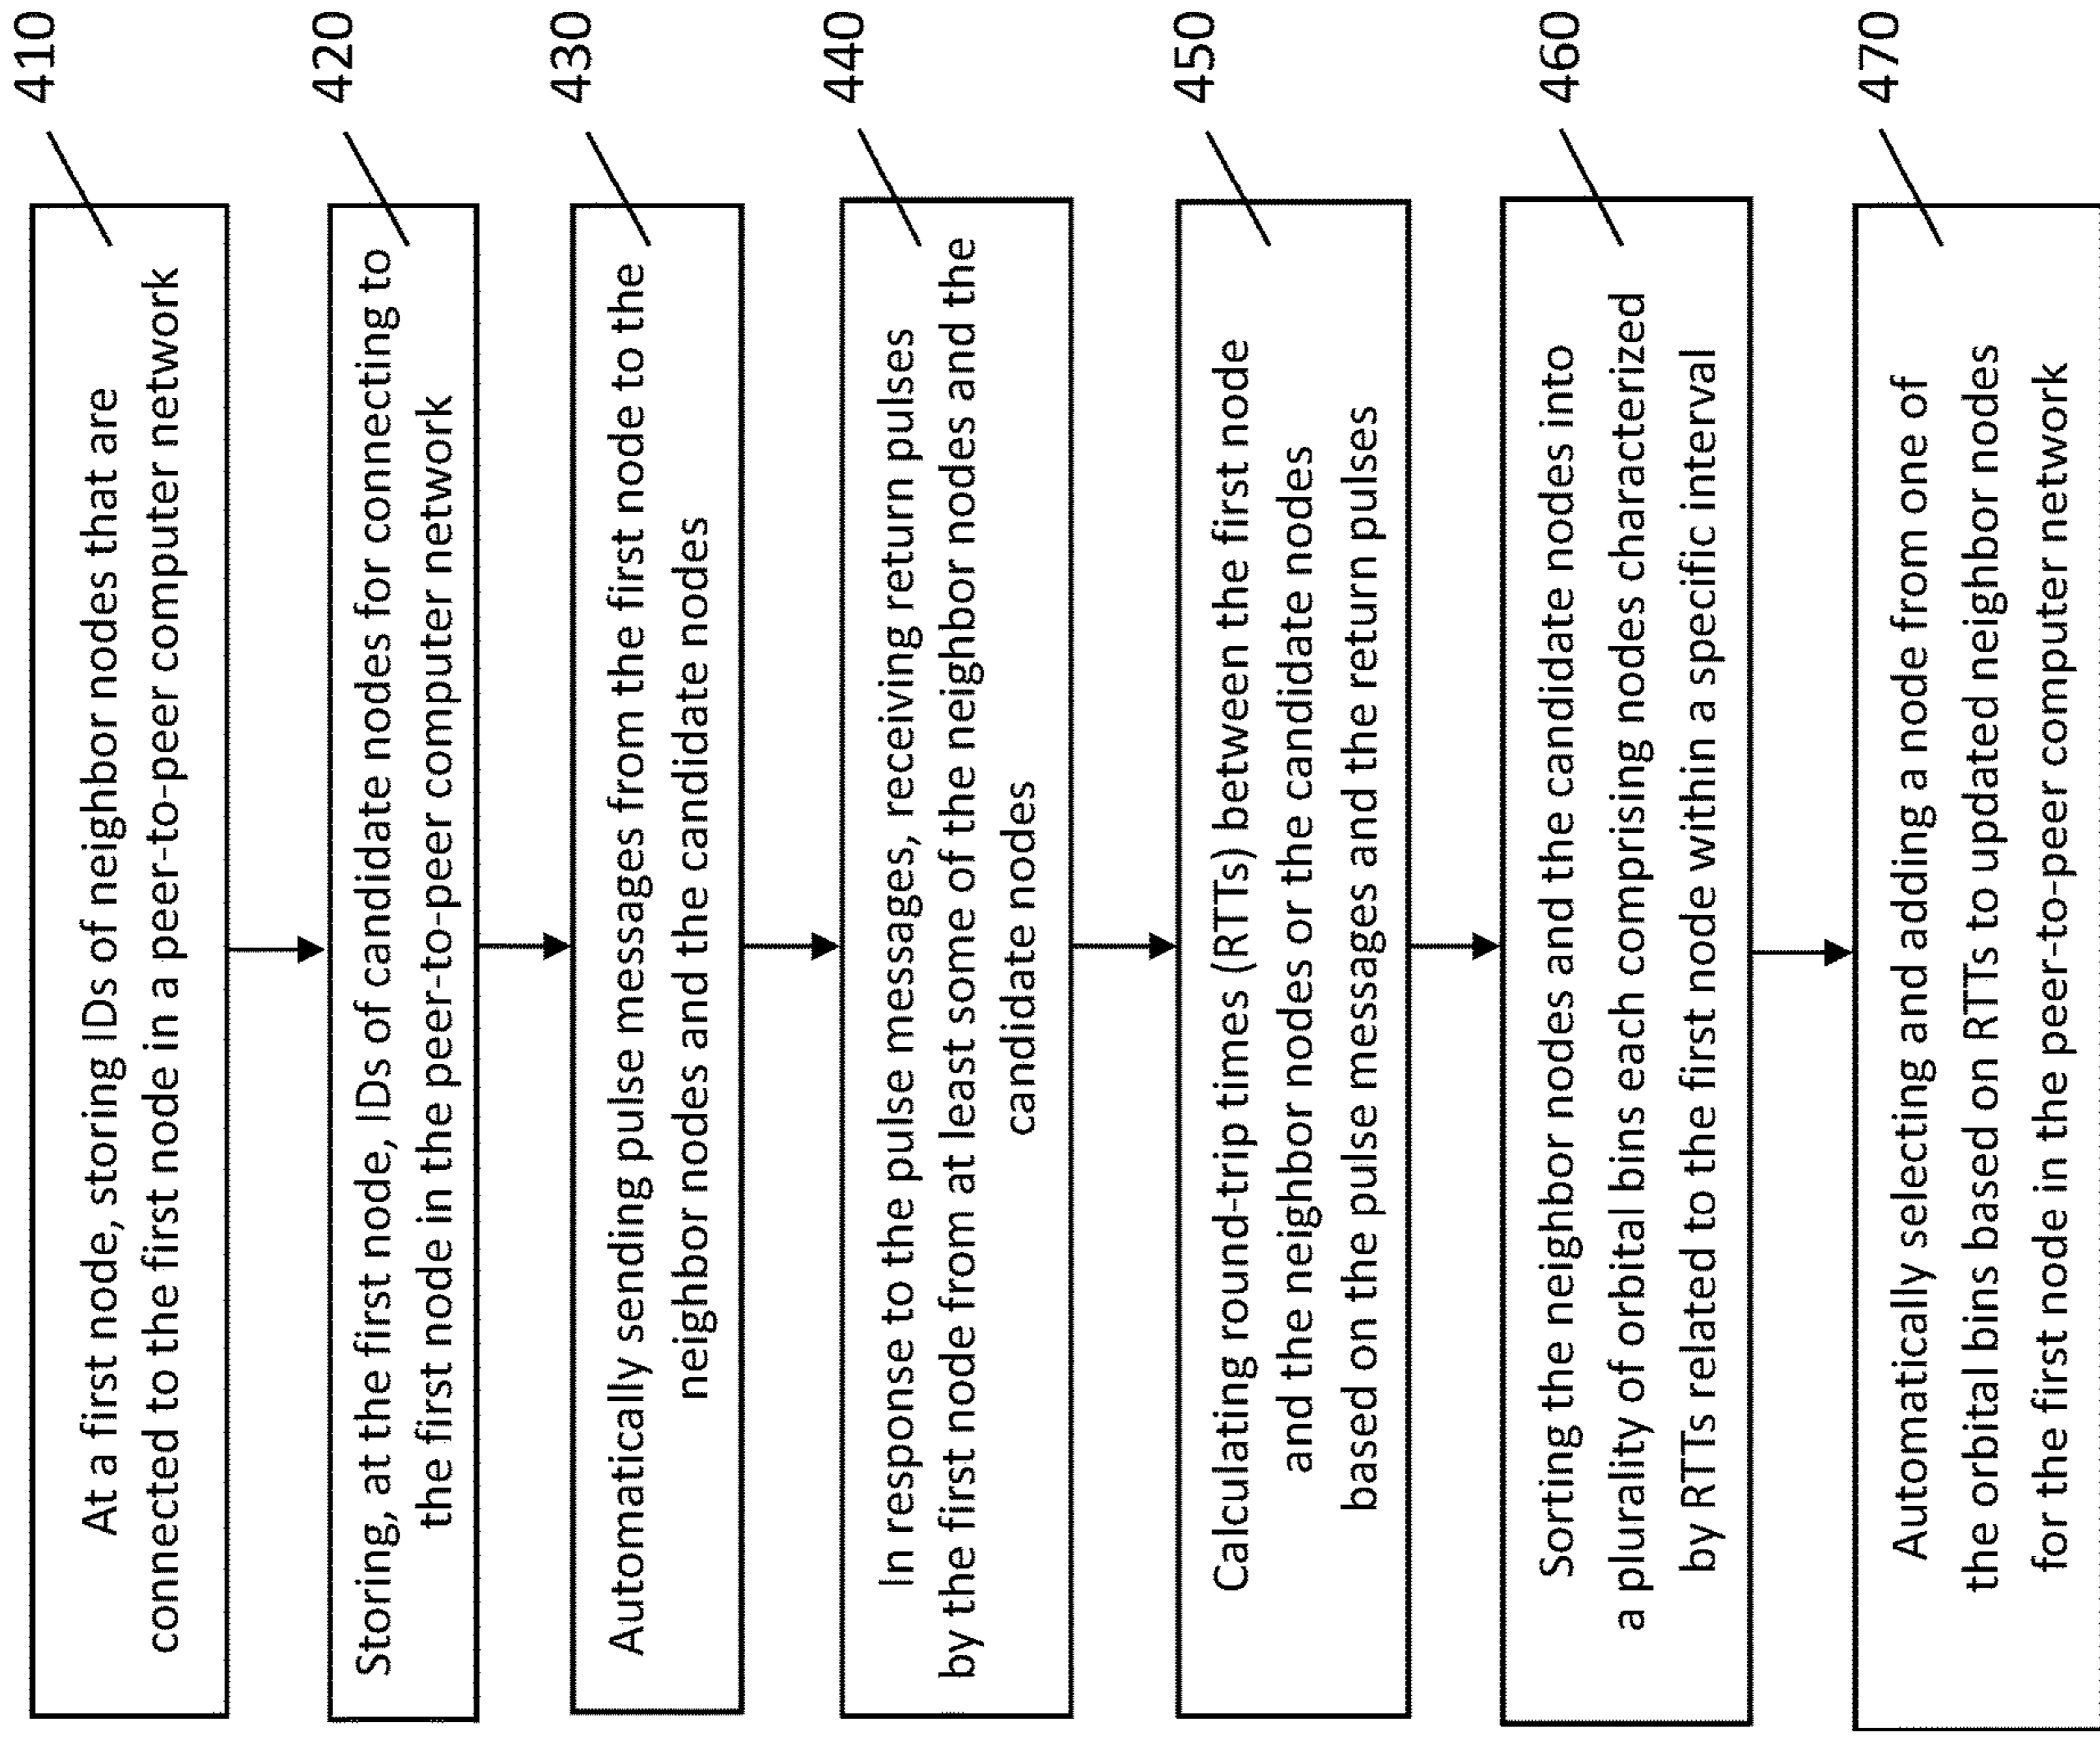 At a first node, storing IDs of neighbor nodes that are
connected to the first node in a peer-to-peer computer network
410
Storing, at the first node, IDs of candidate nodes for connecting to
the first node in the peer-to-peer computer network
420
Automatically sending pulse messages from the first node to the
neighbor nodes and the candidate nodes
430
In response to the pulse messages, receiving return pulses
by the first node from at least some of the neighbor nodes and the
candidate nodes
440
Calculating round-trip times (RTTs) between the first node
and the neighbor nodes or the candidate nodes
based on the pulse messages and the return pulses
450
Sorting the neighbor nodes and the candidate nodes into
a plurality of orbital bins each comprising nodes characterized
by RTTs related to the first node within a specific interval
460
Automatically selecting and adding a node from one of
the orbital bins based on RTTs to updated neighbor nodes
for the first node in the peer-to-peer computer network
470